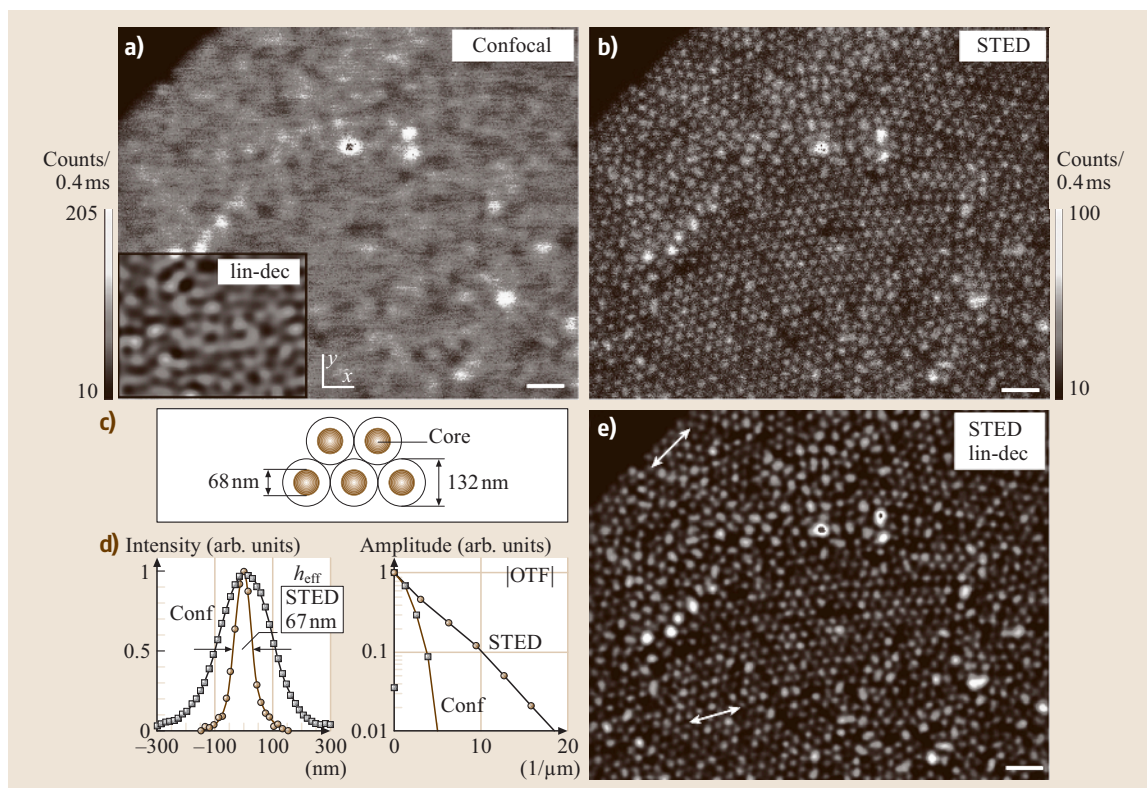 a)
Confocal
Counts/
0.4 ms
205
10
lin-dec
y
x
b)
STED
Counts/
0.4 ms
100
10
c)
Core
68 nm
132 nm
d)
Intensity (arb. units)
1
0.5
0
Conf
h_eff
STED
67 nm
−300
−100
100
300
(nm)
Amplitude (arb. units)
1
0.1
0.01
|OTF|
STED
Conf
0
10
20
(1/µm)
e)
STED
lin-dec